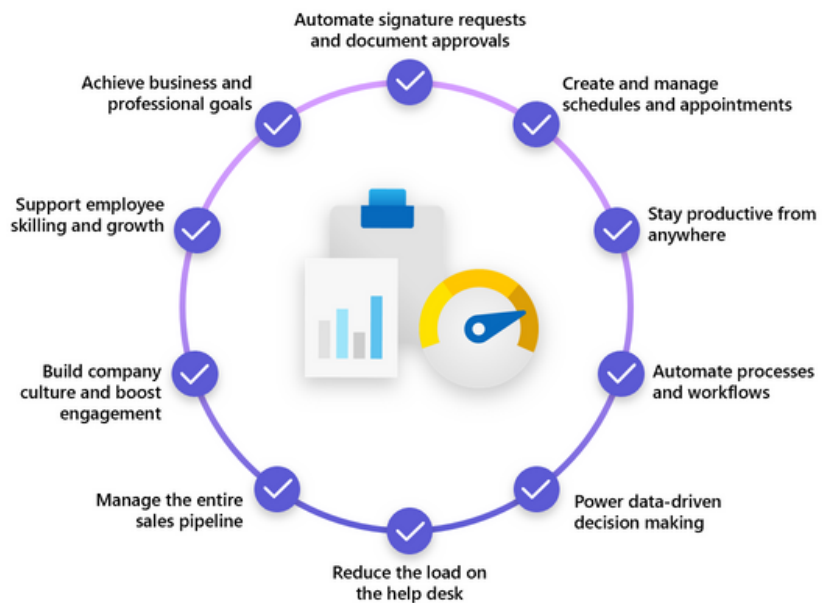 Automate signature requests
and document approvals
Create and manage
schedules and appointments
Stay productive from
anywhere
Automate processes
and workflows
Power data-driven
decision making
Reduce the load on
the help desk
Manage the entire
sales pipeline
Build company
culture and boost
engagement
Support employee
skilling and growth
Achieve business and
professional goals